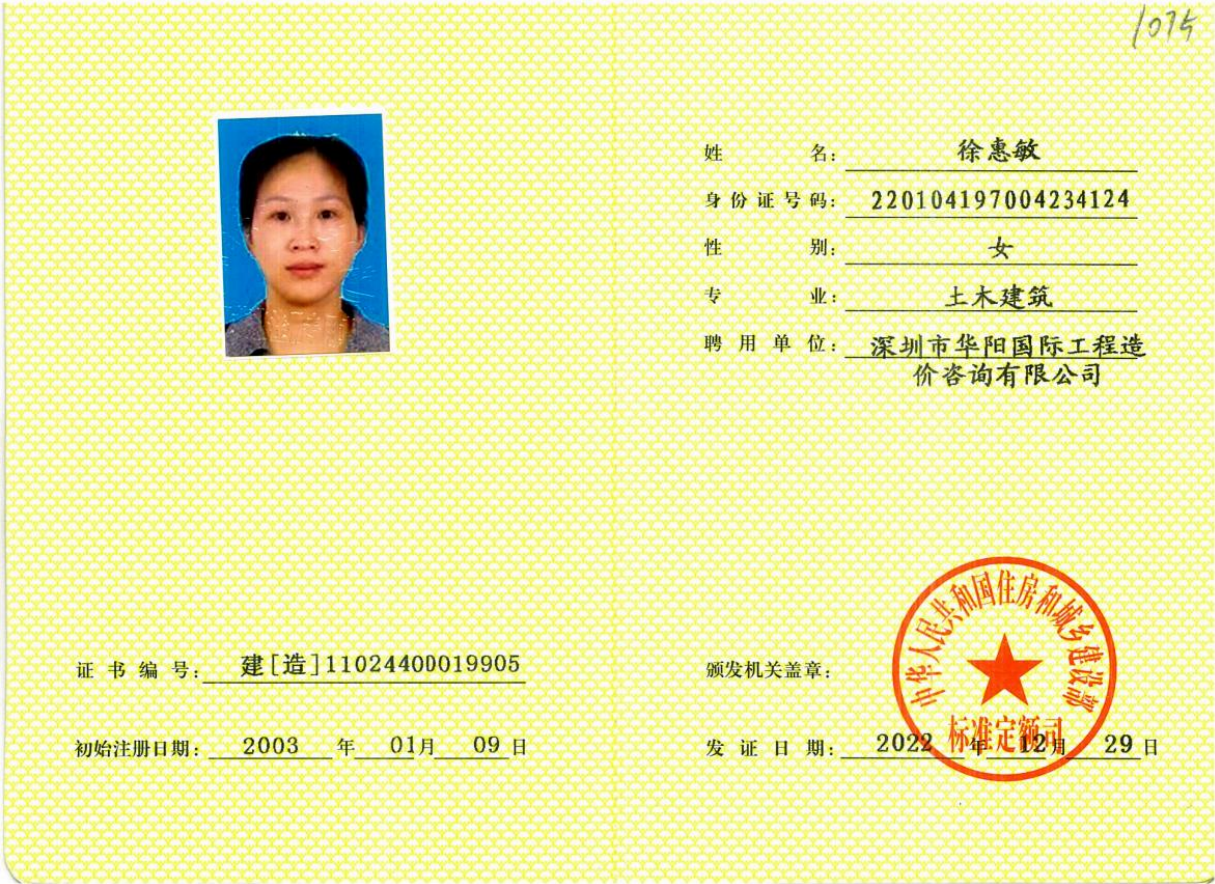 1075
姓名：徐惠敏
身份证号码：220104197004234124
性别：女
专业：土木建筑
聘用单位：深圳市华阳国际工程造
价咨询有限公司
证书编号：建[造]11024400019905
初始注册日期：2003年01月09日
颁发机关盖章：
中华人民共和国住房和城乡建设部
标准定额司
发证日期：2022年12月29日